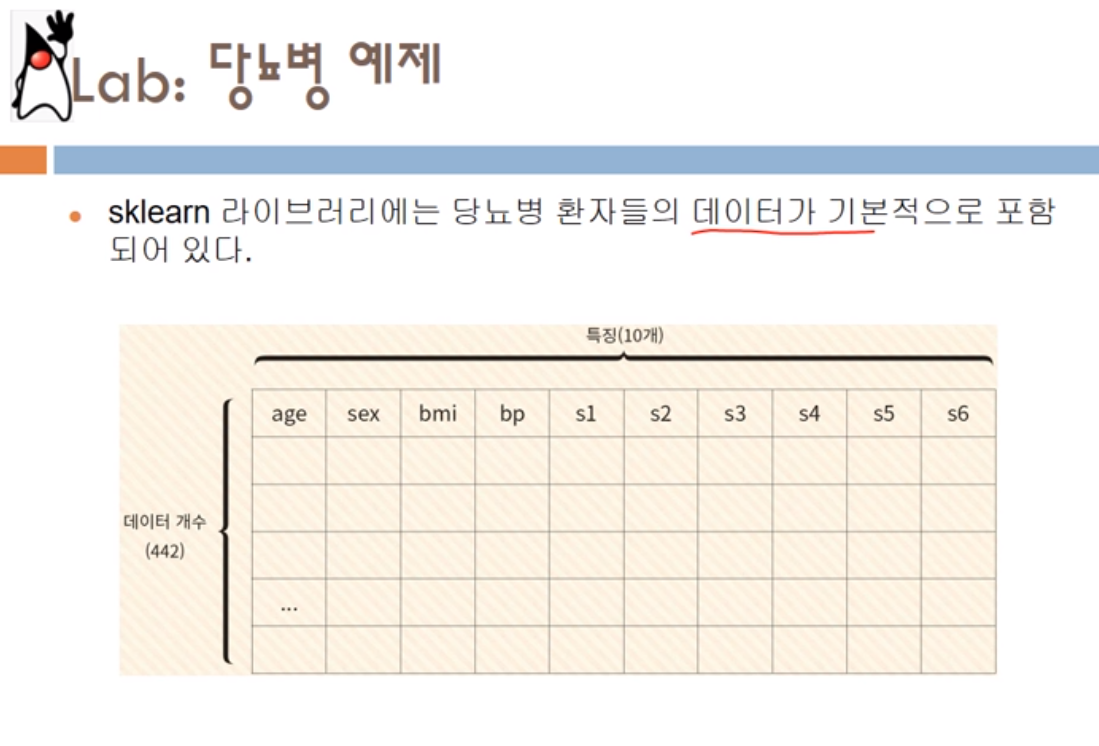 Lab: 당뇨병 예제
• sklearn 라이브러리에는 당뇨병 환자들의 데이터가 기본적으로 포함
되어 있다.
특징(10개)
age sex bmi bp s1 s2 s3 s4 s5 s6
데이터 개수
(442)
...